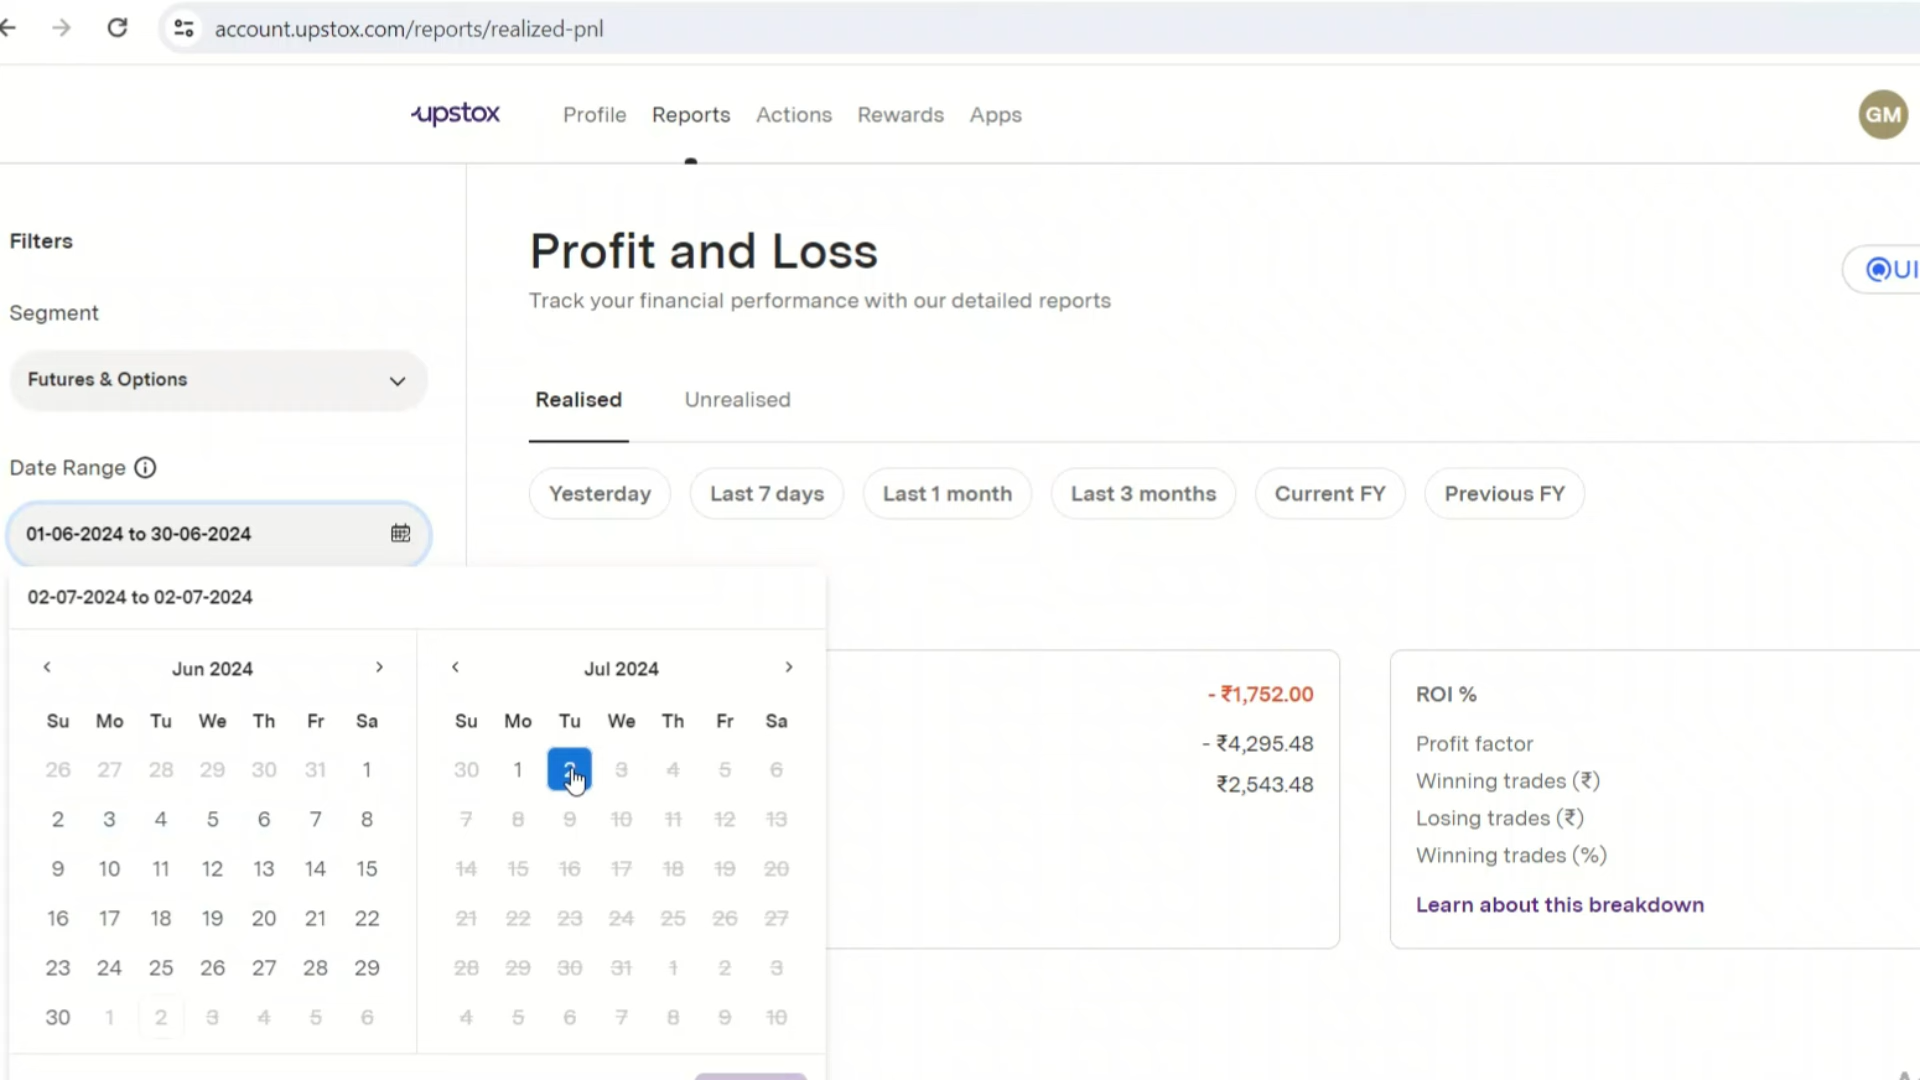 account.upstox.com/reports/realized-pnl
upstox Profile Reports Actions Rewards Apps GM
Filters
Profit and Loss
Track your financial performance with our detailed reports
Segment
Futures & Options
Realised Unrealised
Date Range
Yesterday Last 7 days Last 1 month Last 3 months Current FY Previous FY
01-06-2024 to 30-06-2024
02-07-2024 to 02-07-2024
Jun 2024
Su Mo Tu We Th Fr Sa
26 27 28 29 30 31 1
2 3 4 5 6 7 8
9 10 11 12 13 14 15
16 17 18 19 20 21 22
23 24 25 26 27 28 29
30 1 2 3 4 5 6
Jul 2024
Su Mo Tu We Th Fr Sa
30 1 2 3 4 5 6
7 8 9 10 11 12 13
14 15 16 17 18 19 20
21 22 23 24 25 26 27
28 29 30 31 1 2 3
4 5 6 7 8 9 10
- ₹1,752.00
- ₹4,295.48
₹2,543.48
ROI %
Profit factor
Winning trades (₹)
Losing trades (₹)
Winning trades (%)
Learn about this breakdown